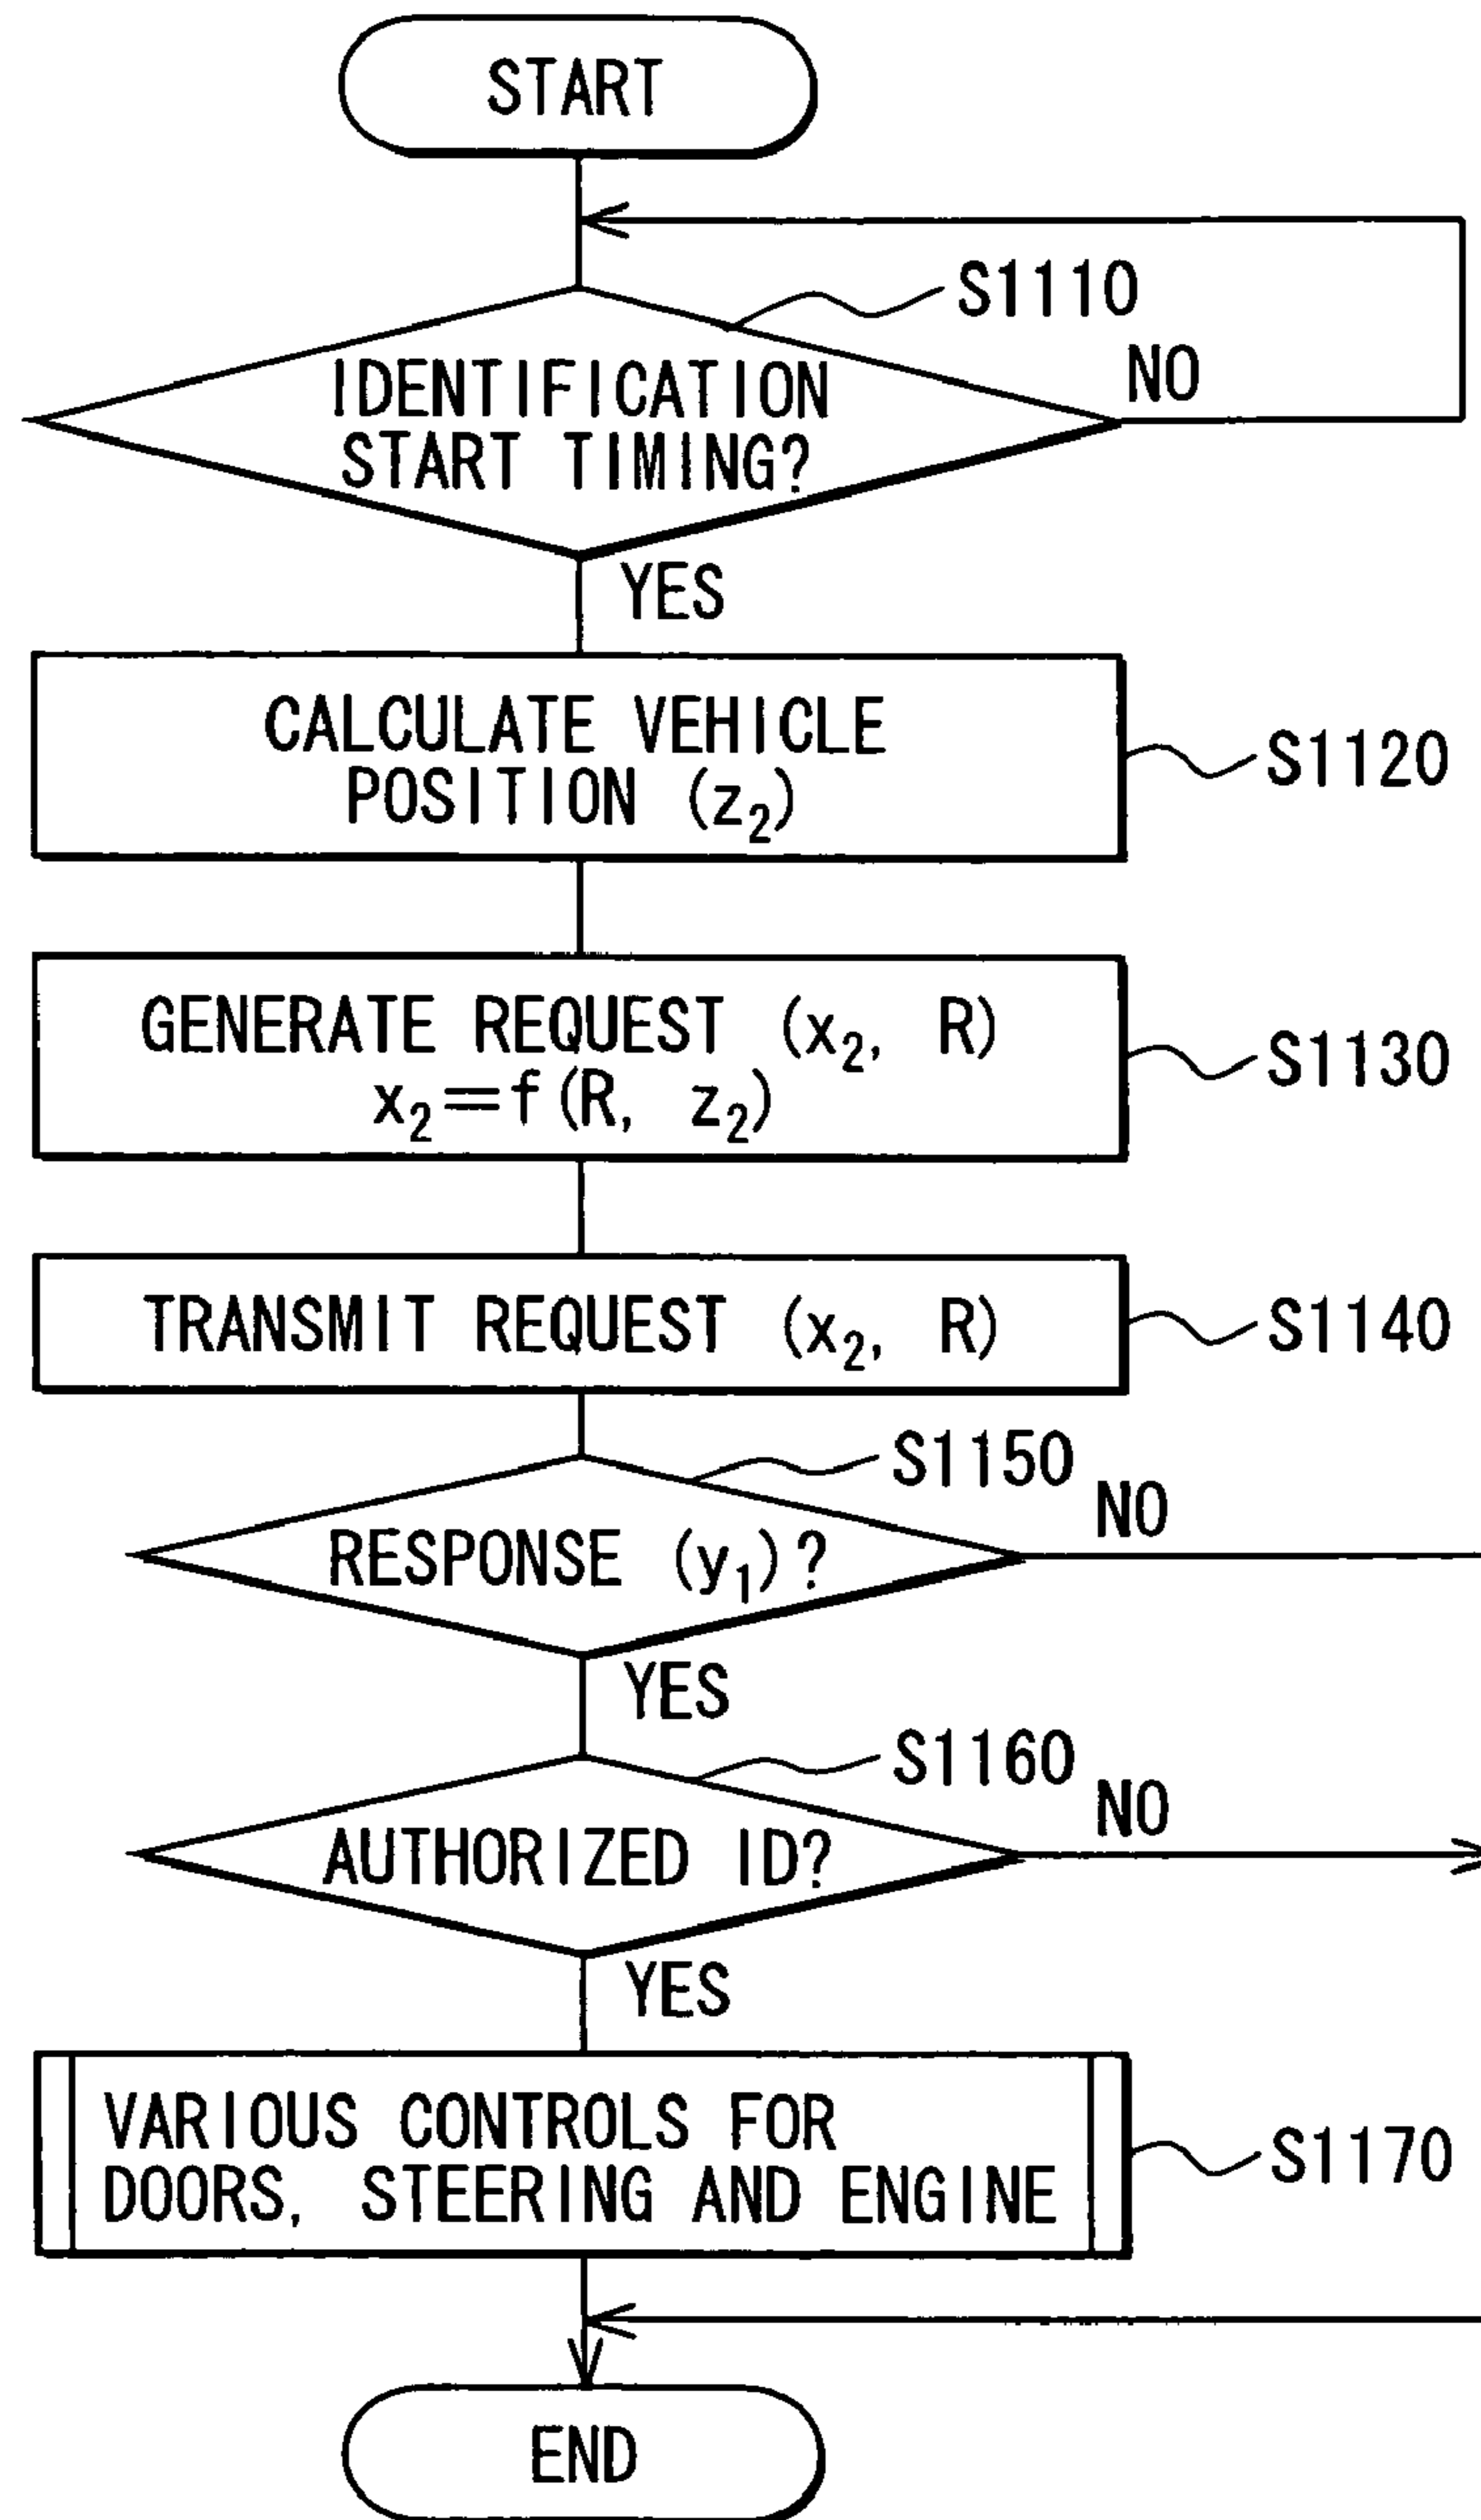 START
S1110
NO
IDENTIFICATION
START TIMING?
YES
CALCULATE VEHICLE
POSITION (z₂)
S1120
GENERATE REQUEST (x₂, R)
x₂=f(R, z₂)
S1130
TRANSMIT REQUEST (x₂, R)
S1140
S1150
NO
RESPONSE (y₁)?
YES
S1160
NO
AUTHORIZED ID?
YES
VARIOUS CONTROLS FOR
DOORS, STEERING AND ENGINE
S1170
END